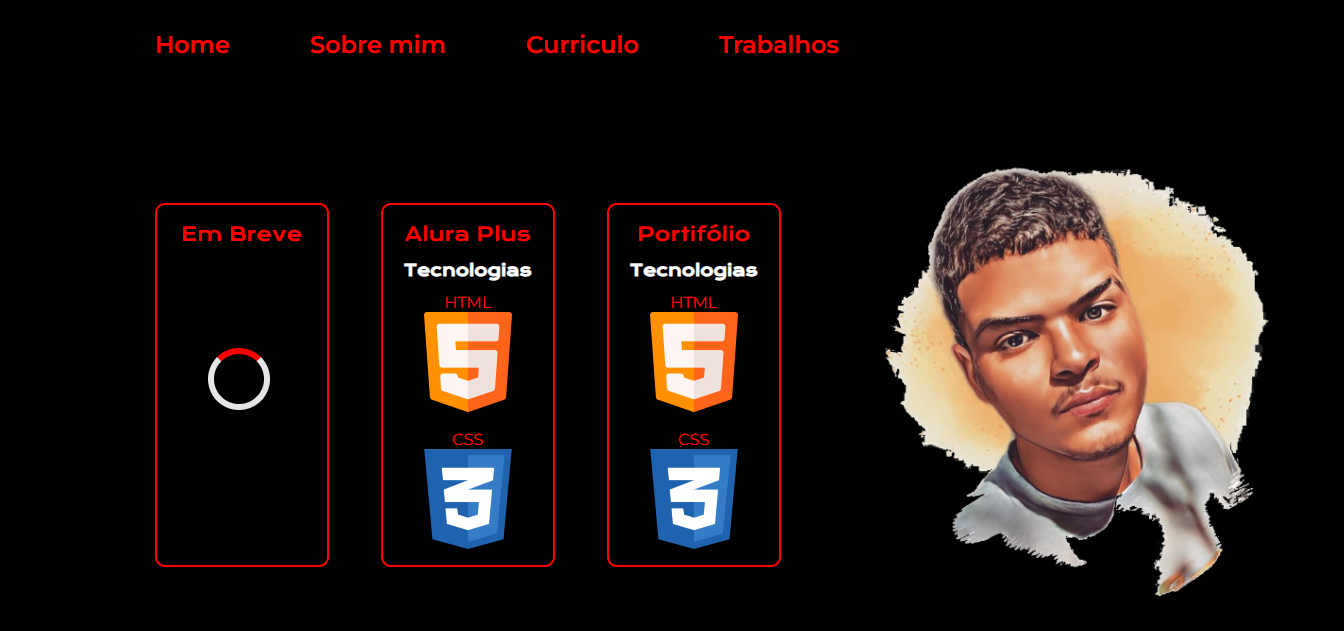 Home Sobre mim Curriculo Trabalhos
Em Breve
Alura Plus
Tecnologias
HTML
5
CSS
3
Portifólio
Tecnologias
HTML
5
CSS
3